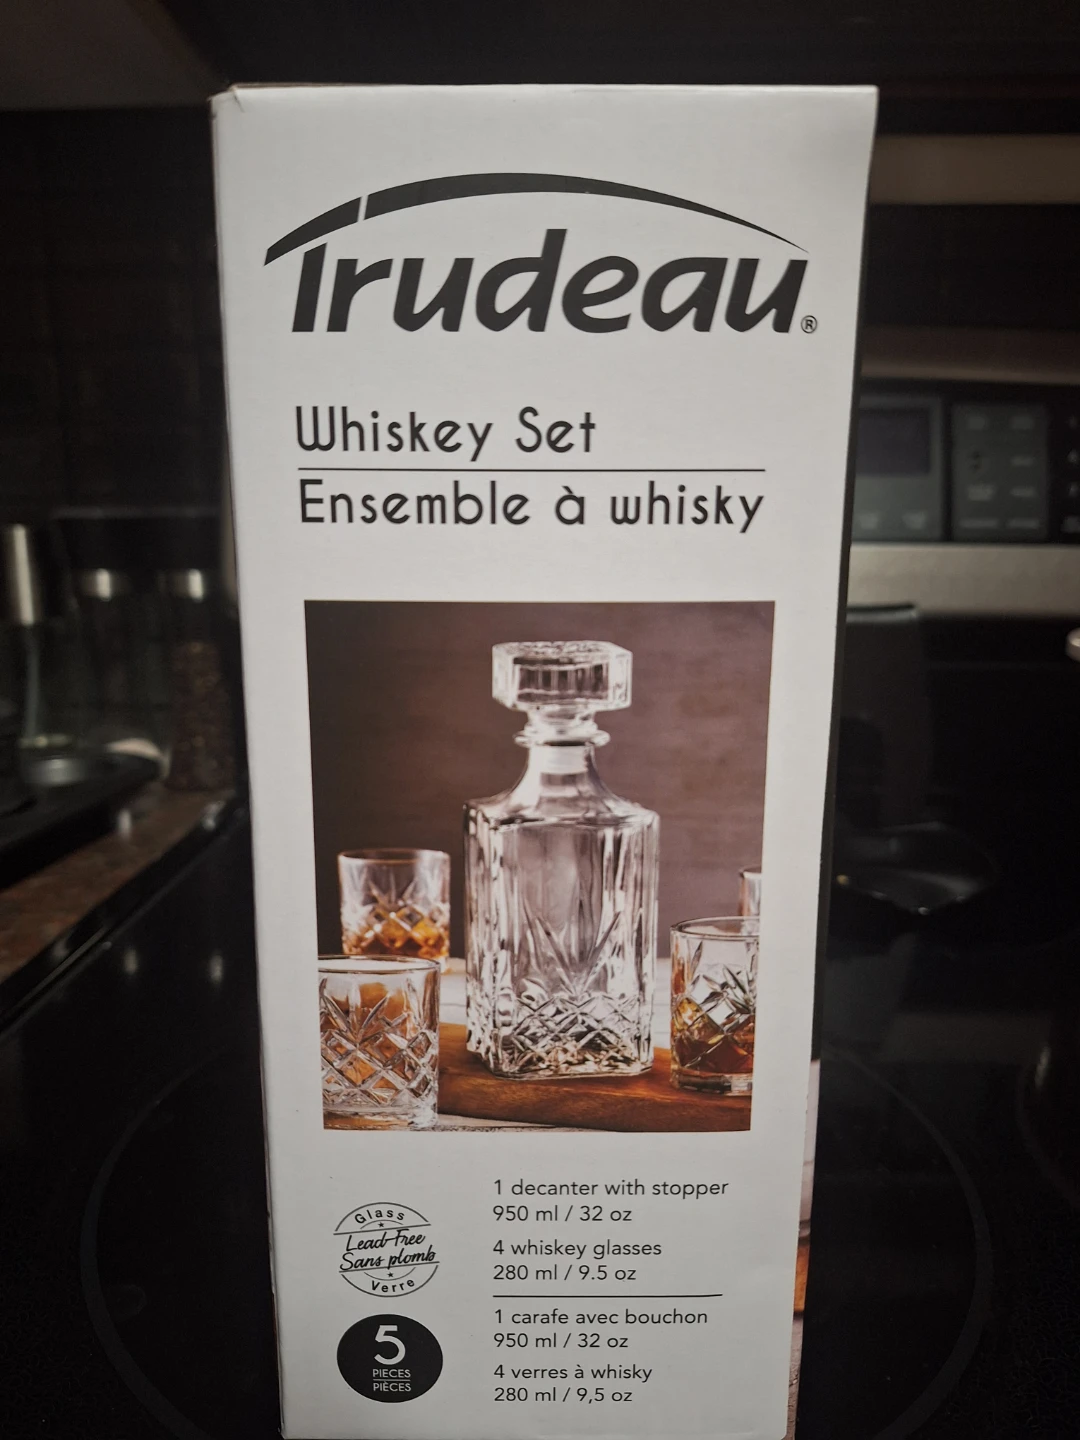 Trudeau®
Whiskey Set
Ensemble à whisky
1 decanter with stopper
950 ml / 32 oz
4 whiskey glasses
280 ml / 9.5 oz
1 carafe avec bouchon
950 ml / 32 oz
4 verres à whisky
280 ml / 9,5 oz
Glass
Lead-Free
Sans plomb
Verre
5
PIECES
PIÈCES